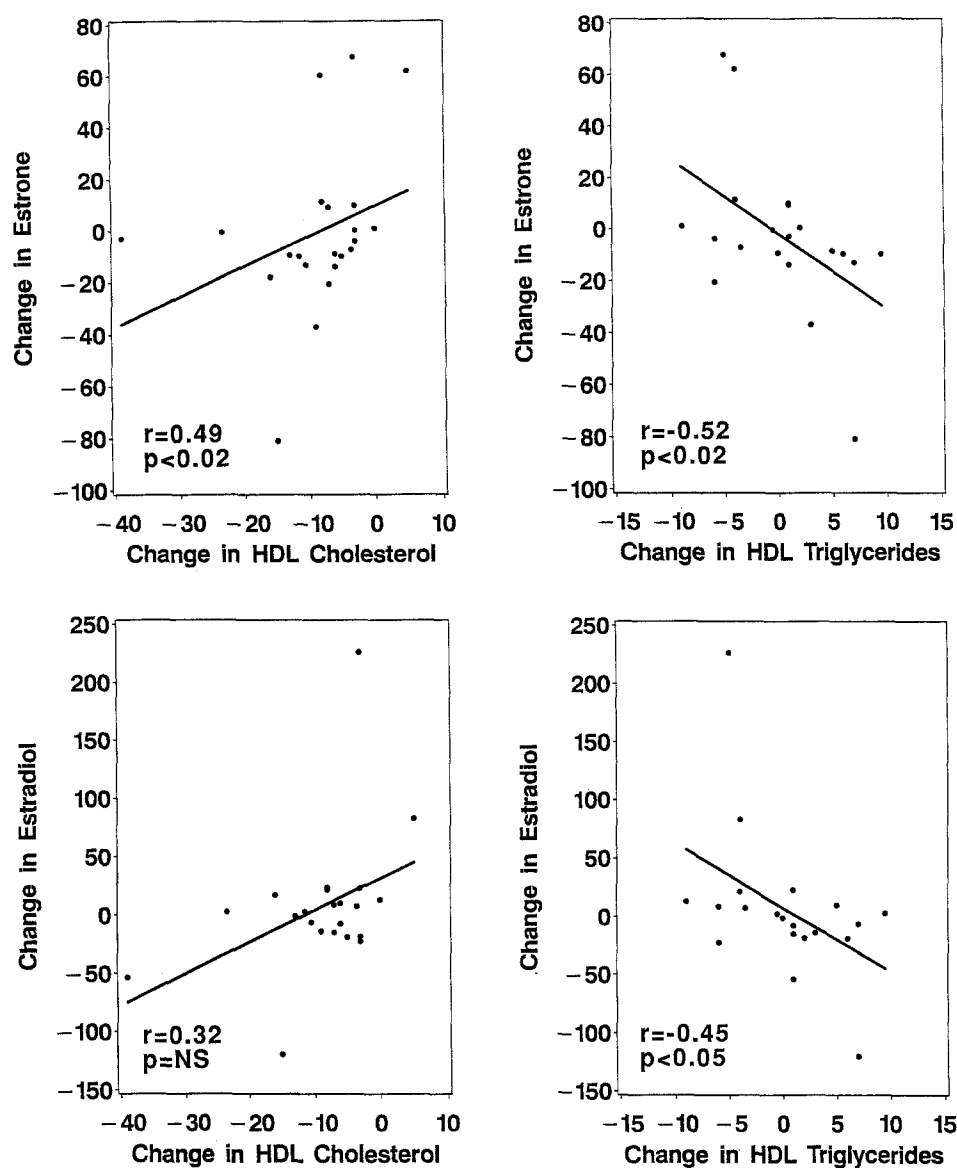 80
60
40
20
0
−20
−40
−60
−80
−100
Change in Estrone
r=0.49
p<0.02
−40 −30 −20 −10 0 10
Change in HDL Cholesterol
80
60
40
20
0
−20
−40
−60
−80
−100
Change in Estrone
r=-0.52
p<0.02
−15 −10 −5 0 5 10 15
Change in HDL Triglycerides
250
200
150
100
50
0
−50
−100
−150
Change in Estradiol
r=0.32
p=NS
−40 −30 −20 −10 0 10
Change in HDL Cholesterol
250
200
150
100
50
0
−50
−100
−150
Change in Estradiol
r=-0.45
p<0.05
−15 −10 −5 0 5 10 15
Change in HDL Triglycerides